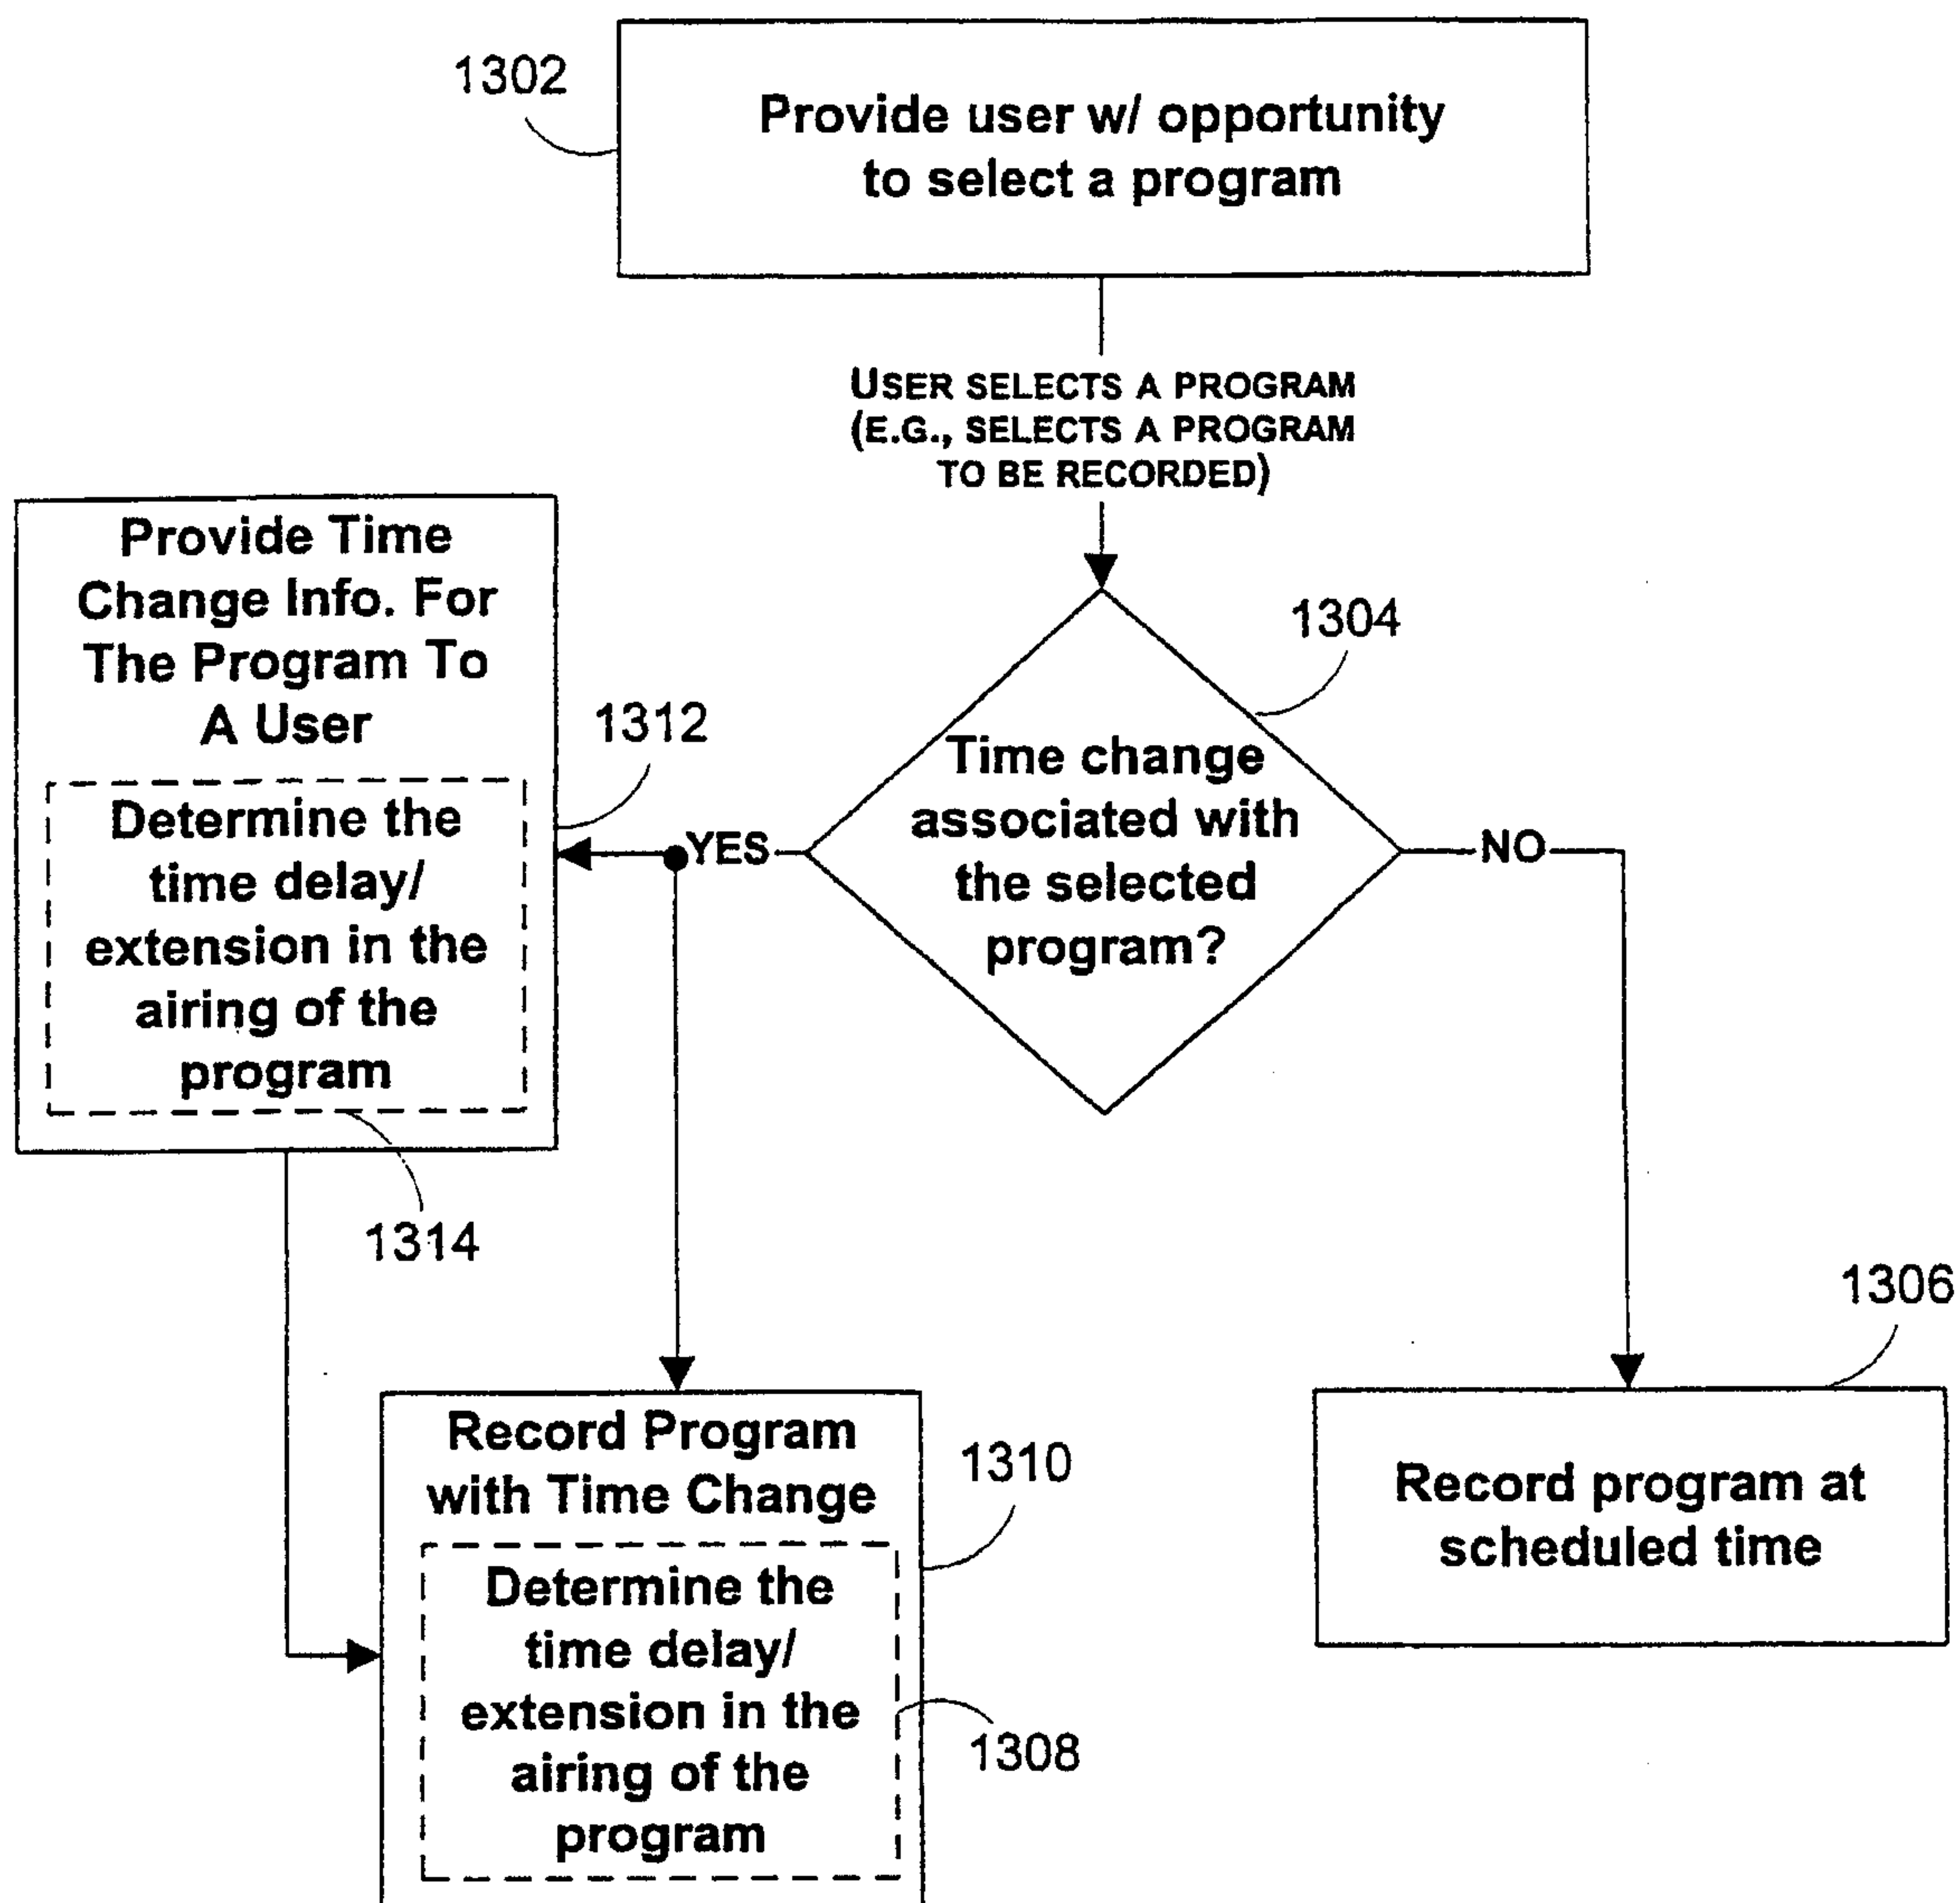 1302
Provide user w/ opportunity
to select a program
USER SELECTS A PROGRAM
(E.G., SELECTS A PROGRAM
TO BE RECORDED)
Provide Time
Change Info. For
The Program To
A User
1312
Determine the
time delay/
extension in the
airing of the
program
1314
1304
Time change
associated with
the selected
program?
YES
NO
1306
Record program at
scheduled time
Record Program
with Time Change
1310
Determine the
time delay/
extension in the
airing of the
program
1308